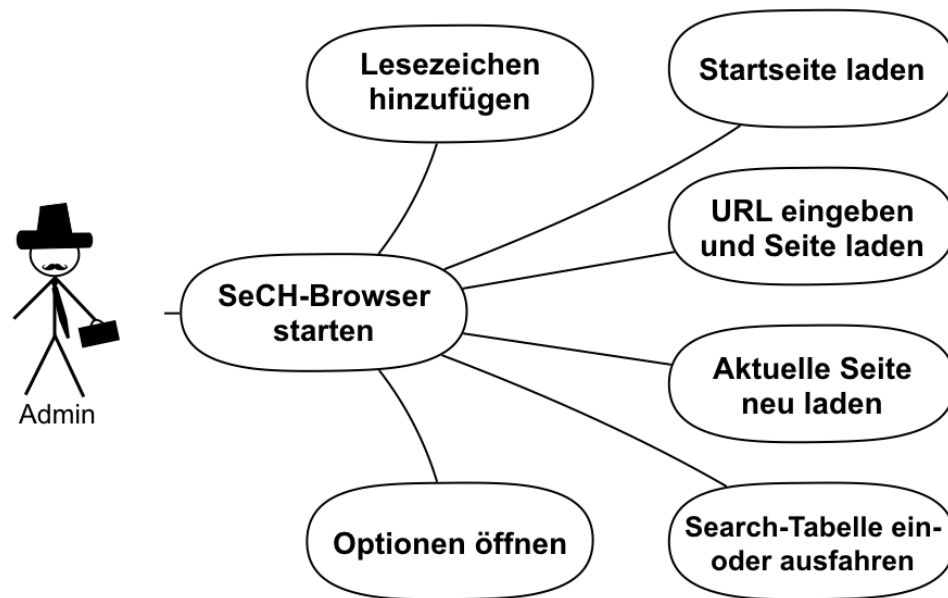 Lesezeichen
hinzufügen
Startseite laden
URL eingeben
und Seite laden
SeCH-Browser
starten
Admin
Aktuelle Seite
neu laden
Optionen öffnen
Search-Tabelle ein-
oder ausfahren